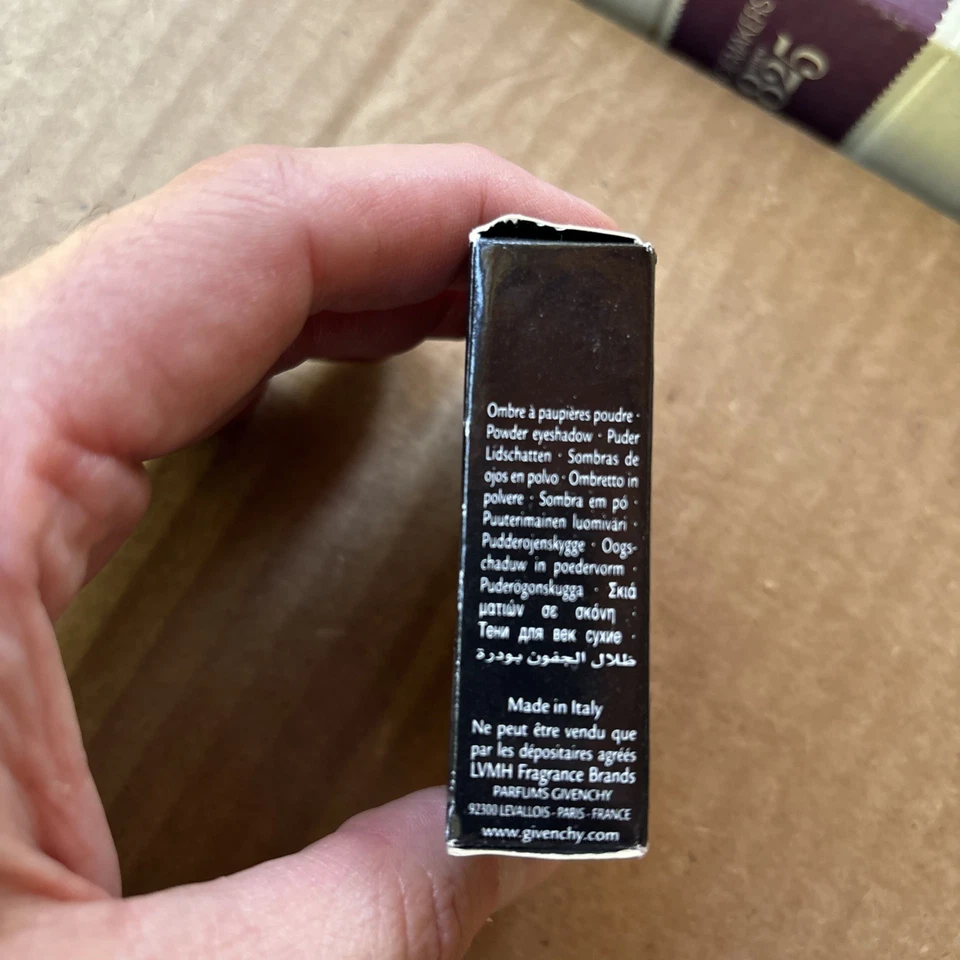 MAKERS
1825
Ombre à paupières poudre ·
Powder eyeshadow · Puder
Lidschatten · Sombras de
ojos en polvo · Ombretto in
polvere · Sombra em pó ·
Puuterimainen luomiväri ·
Pudderojenskygge · Oogs-
chaduw in poedervorm ·
Puderögonskugga · Σκιά
ματιών σε σκόνη ·
Тени для век сухие ·
ظلال الجفون بودرة
Made in Italy
Ne peut être vendu que
par les dépositaires agréés
LVMH Fragrance Brands
PARFUMS GIVENCHY
92300 LEVALLOIS - PARIS - FRANCE
www.givenchy.com